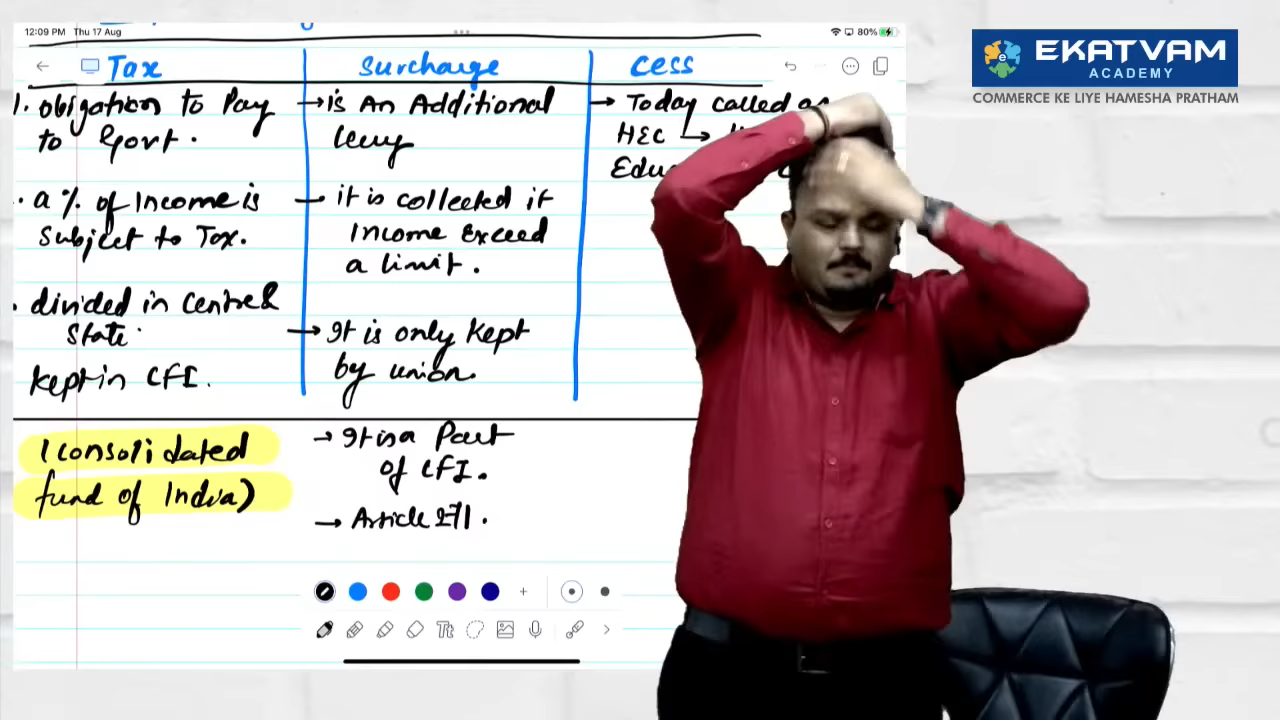 12:09 PM Thu 17 Aug
80%
EKATVAM
ACADEMY
COMMERCE KE LIYE HAMESHA PRATHAM
Tax
1. obligation to Pay
to Govt.
. a % of Income is
Subject to Tax.
. divided in Centre &
State
kept in CFI.
(Consolidated
fund of India)
Surcharge
→ is An Additional
levy
it is collected if
Income Exceed
a limit.
→ It is only kept
by union.
→ It is a Part
of CFI.
→ Article 271.
Cess
→ Today called as
HEC →
Tt